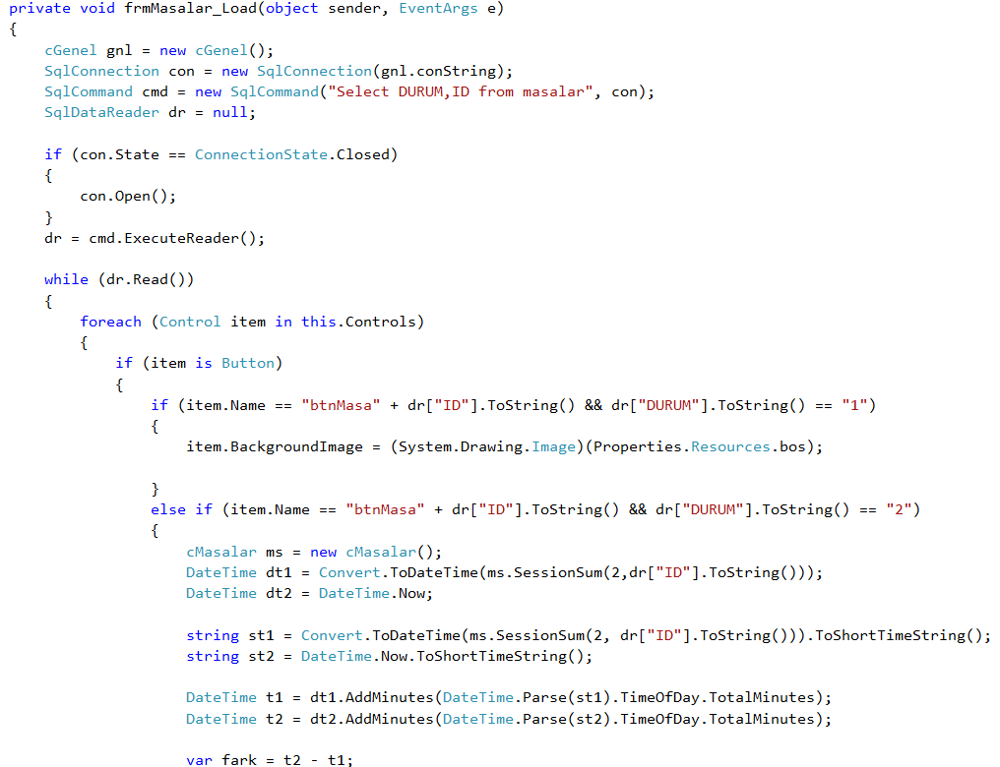 private void frmMasalar_Load(object sender, EventArgs e)
{
    cGenel gnl = new cGenel();
    SqlConnection con = new SqlConnection(gnl.conString);
    SqlCommand cmd = new SqlCommand("Select DURUM,ID from masalar", con);
    SqlDataReader dr = null;

    if (con.State == ConnectionState.Closed)
    {
        con.Open();
    }
    dr = cmd.ExecuteReader();

    while (dr.Read())
    {
        foreach (Control item in this.Controls)
        {
            if (item is Button)
            {
                if (item.Name == "btnMasa" + dr["ID"].ToString() && dr["DURUM"].ToString() == "1")
                {
                    item.BackgroundImage = (System.Drawing.Image)(Properties.Resources.bos);

                }
                else if (item.Name == "btnMasa" + dr["ID"].ToString() && dr["DURUM"].ToString() == "2")
                {
                    cMasalar ms = new cMasalar();
                    DateTime dt1 = Convert.ToDateTime(ms.SessionSum(2,dr["ID"].ToString()));
                    DateTime dt2 = DateTime.Now;

                    string st1 = Convert.ToDateTime(ms.SessionSum(2, dr["ID"].ToString())).ToShortTimeString();
                    string st2 = DateTime.Now.ToShortTimeString();

                    DateTime t1 = dt1.AddMinutes(DateTime.Parse(st1).TimeOfDay.TotalMinutes);
                    DateTime t2 = dt2.AddMinutes(DateTime.Parse(st2).TimeOfDay.TotalMinutes);

                    var fark = t2 - t1;